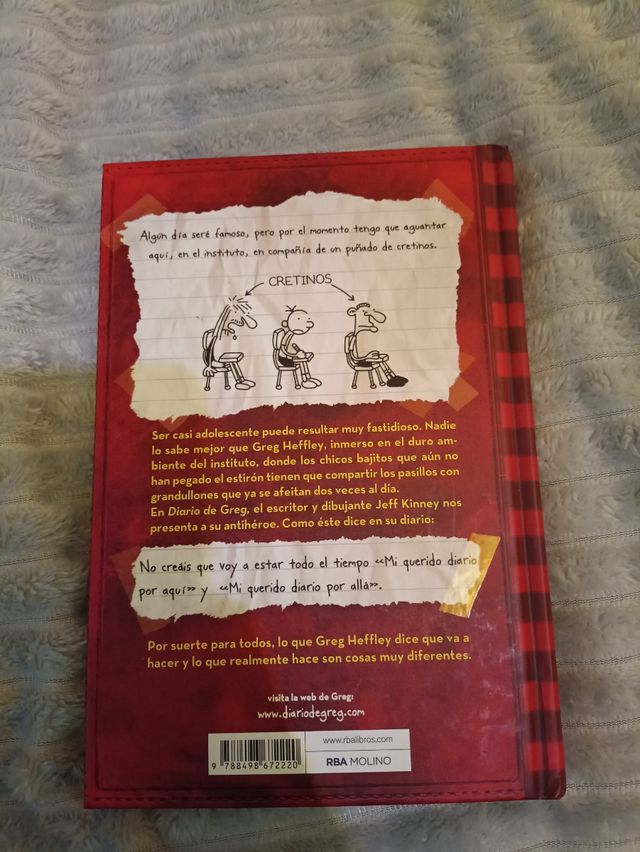 Algún día seré famoso, pero por el momento tengo que aguantar
aquí, en el instituto, en compañía de un puñado de cretinos.
CRETINOS
Ser casi adolescente puede resultar muy fastidioso. Nadie
lo sabe mejor que Greg Heffley, inmerso en el duro am-
biente del instituto, donde los chicos bajitos que aún no
han pegado el estirón tienen que compartir los pasillos con
grandullones que ya se afeitan dos veces al día.
En Diario de Greg, el escritor y dibujante Jeff Kinney nos
presenta a su antihéroe. Como éste dice en su diario:
No creáis que voy a estar todo el tiempo «Mi querido diario
por aquí» y «Mi querido diario por allá».
Por suerte para todos, lo que Greg Heffley dice que va a
hacer y lo que realmente hace son cosas muy diferentes.
visita la web de Greg:
www.diariodegreg.com
www.rbalibros.com
RBA MOLINO
9 788498 672220